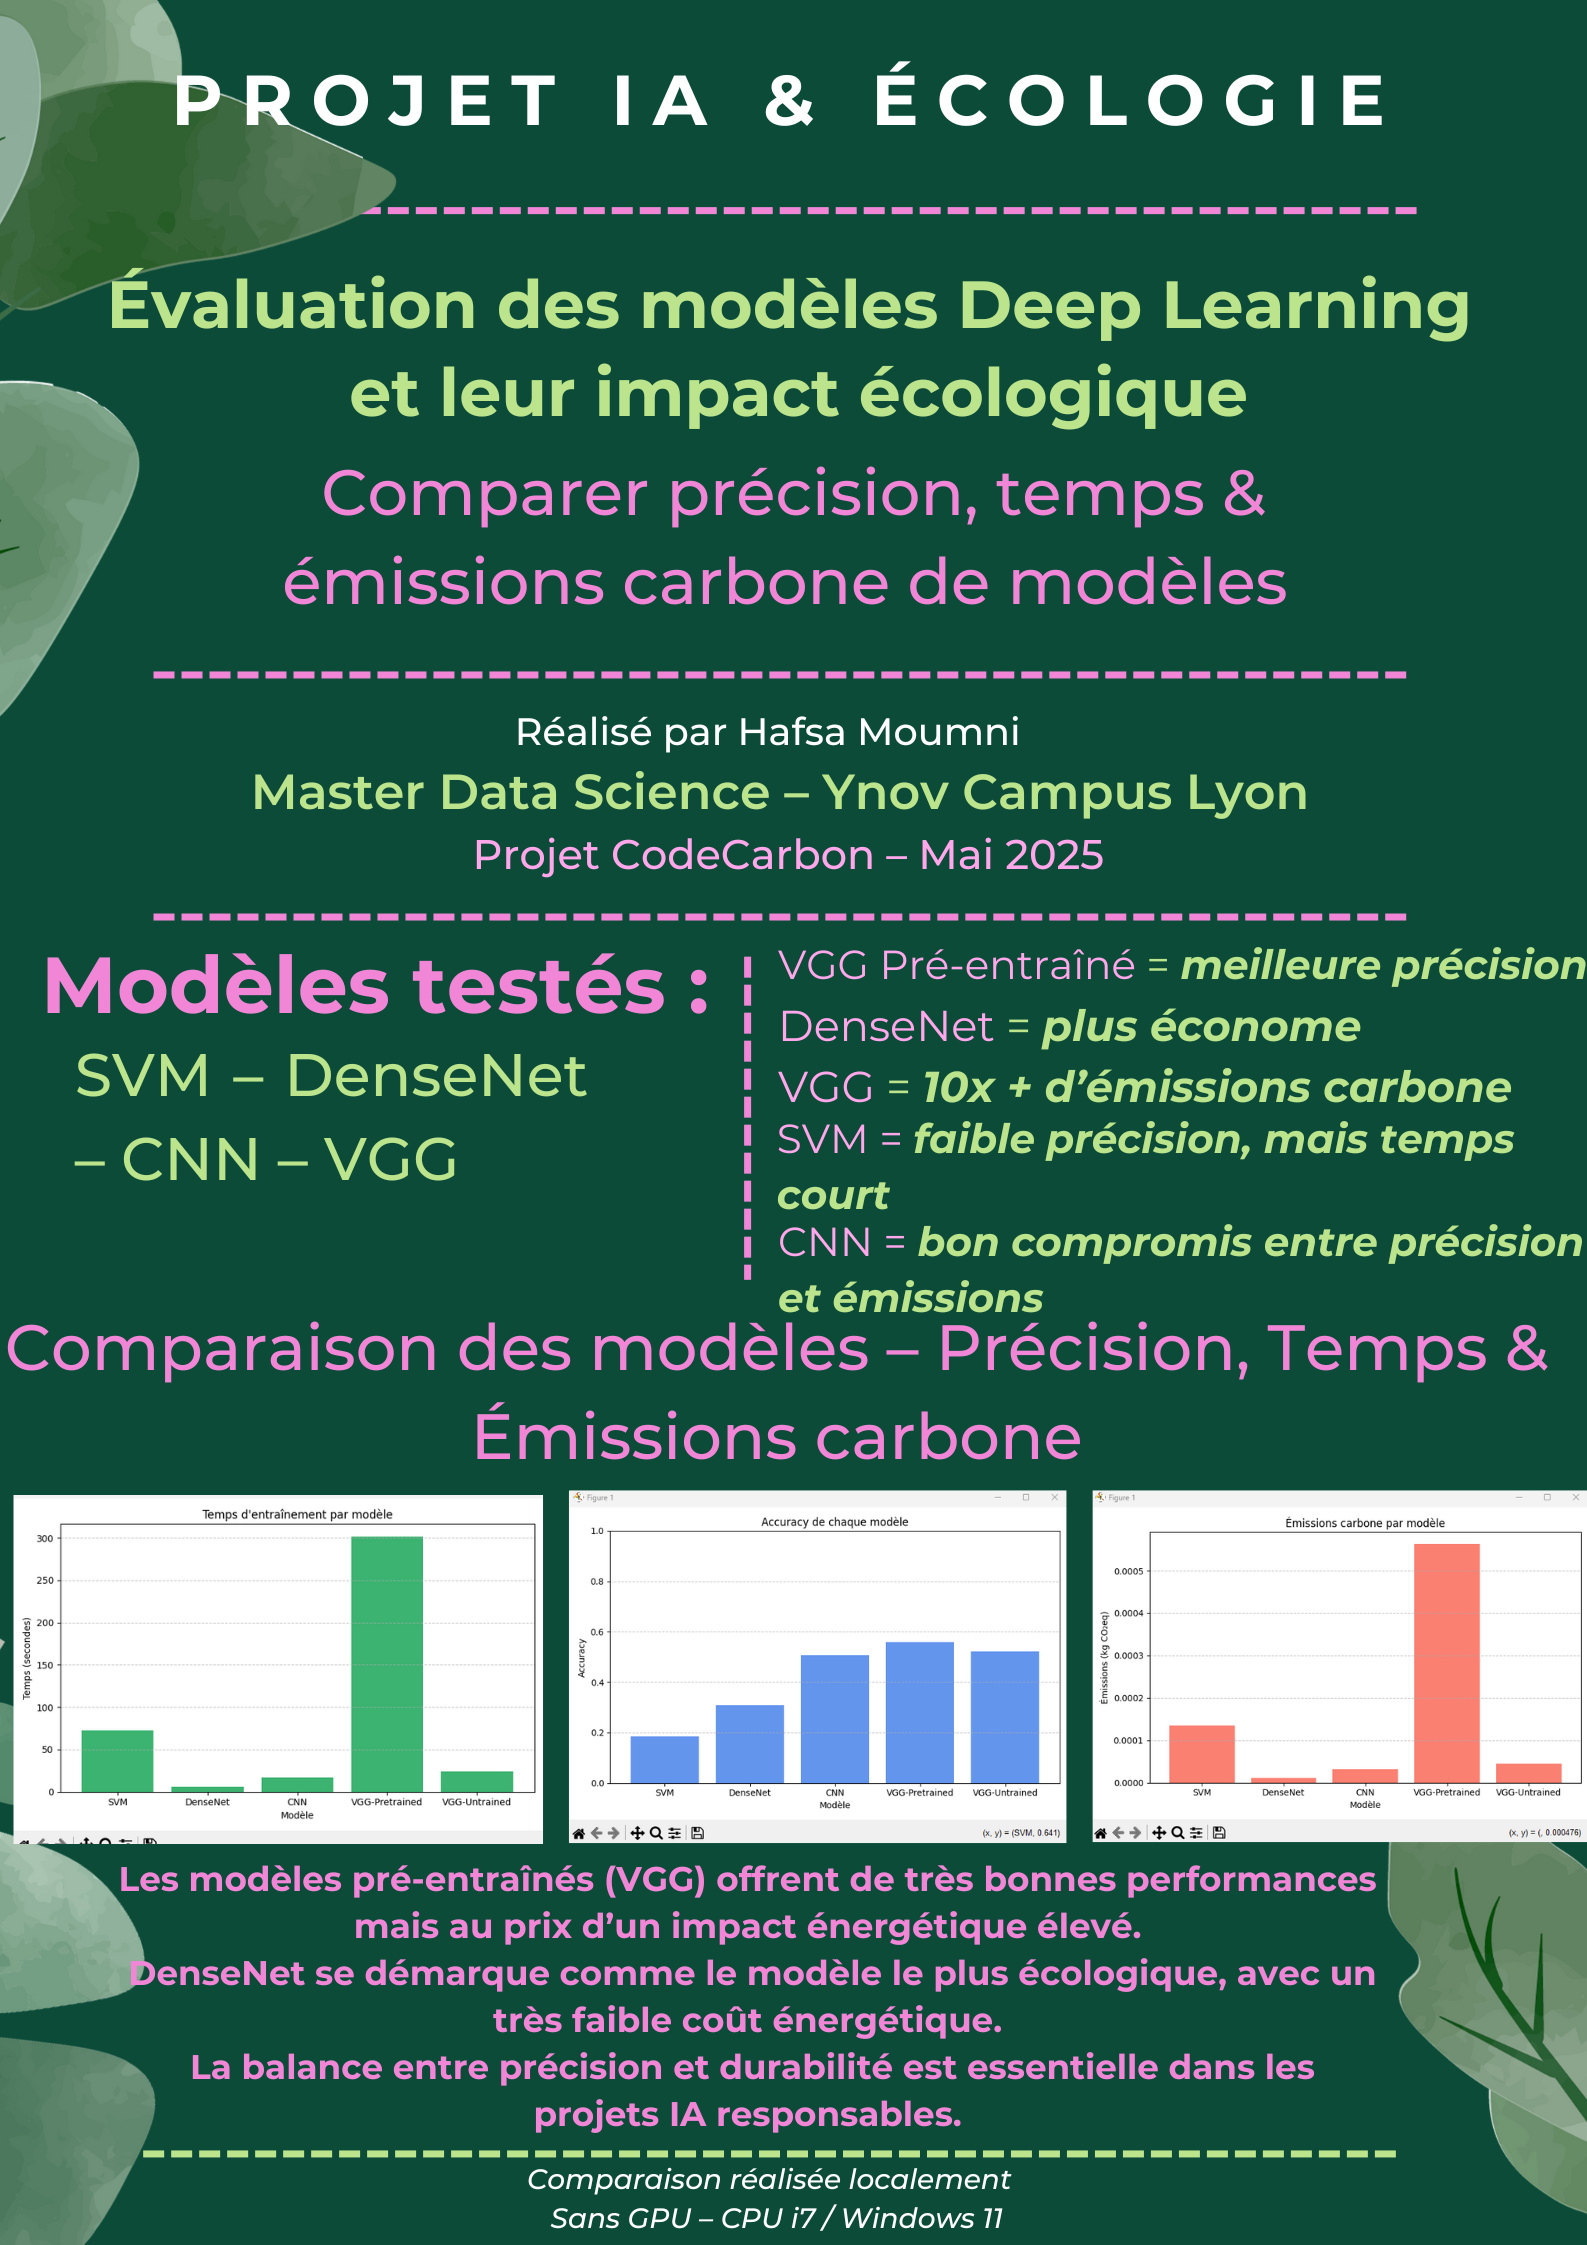 PROJET IA & ÉCOLOGIE
Évaluation des modèles Deep Learning
et leur impact écologique
Comparer précision, temps &
émissions carbone de modèles
Réalisé par Hafsa Moumni
Master Data Science – Ynov Campus Lyon
Projet CodeCarbon – Mai 2025
Modèles testés :
SVM – DenseNet
– CNN – VGG
VGG Pré-entraîné = meilleure précision
DenseNet = plus économe
VGG = 10x + d’émissions carbone
SVM = faible précision, mais temps
court
CNN = bon compromis entre précision
et émissions
Comparaison des modèles – Précision, Temps &
Émissions carbone
Temps d'entraînement par modèle
Temps (secondes)
300
250
200
150
100
50
0
SVM DenseNet CNN VGG-Pretrained VGG-Untrained
Modèle
Figure 1
Accuracy de chaque modèle
Accuracy
1.0
0.8
0.6
0.4
0.2
0.0
SVM DenseNet CNN VGG-Pretrained VGG-Untrained
Modèle
(x, y) = (SVM, 0.641)
Figure 1
Émissions carbone par modèle
Émissions (kg CO₂eq)
0.0005
0.0004
0.0003
0.0002
0.0001
0.0000
SVM DenseNet CNN VGG-Pretrained VGG-Untrained
Modèle
(x, y) = (, 0.000476)
Les modèles pré-entraînés (VGG) offrent de très bonnes performances
mais au prix d’un impact énergétique élevé.
DenseNet se démarque comme le modèle le plus écologique, avec un
très faible coût énergétique.
La balance entre précision et durabilité est essentielle dans les
projets IA responsables.
Comparaison réalisée localement
Sans GPU – CPU i7 / Windows 11